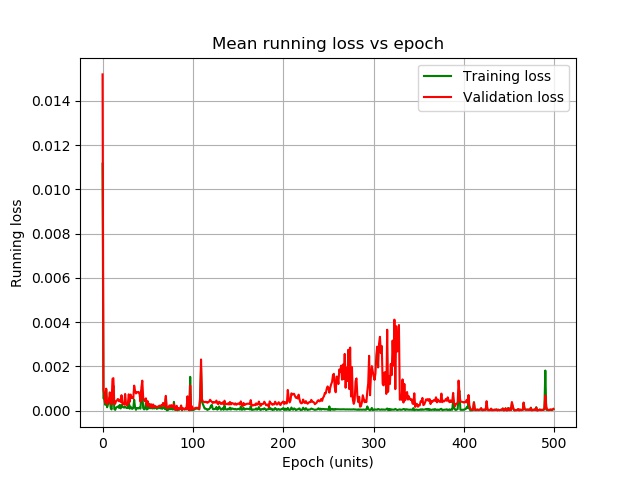 Mean running loss vs epoch
Training loss
Validation loss
0.014
0.012
0.010
0.008
0.006
0.004
0.002
0.000
Running loss
0 100 200 300 400 500
Epoch (units)